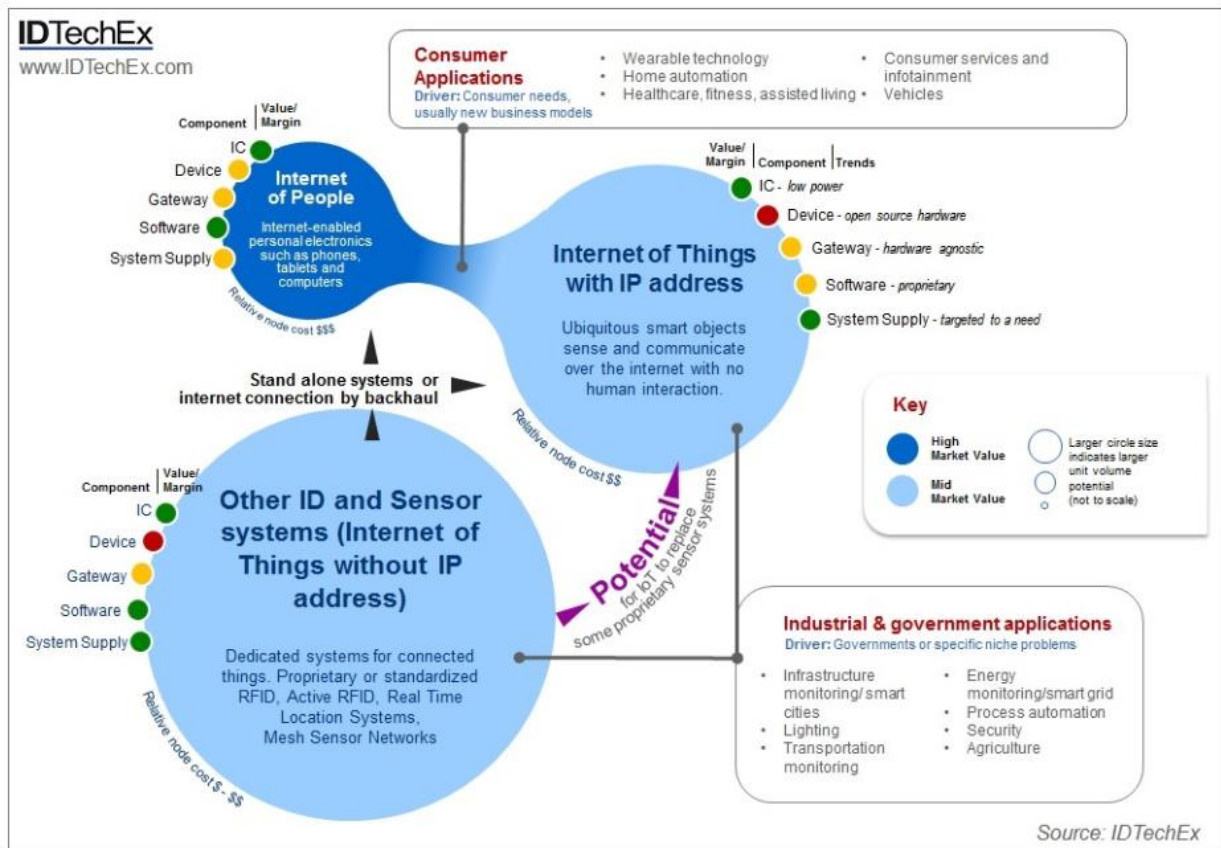 IDTechEx
www.IDTechEx.com
Consumer
Applications
Driver: Consumer needs,
usually new business models
• Wearable technology
• Home automation
• Healthcare, fitness, assisted living
• Consumer services and
infotainment
• Vehicles
Component | Value/
Margin
IC
Device
Gateway
Software
System Supply
Internet
of People
Internet-enabled
personal electronics
such as phones,
tablets and
computers
Relative node cost $$$
Value/
Margin | Component | Trends
IC - low power
Device - open source hardware
Gateway - hardware agnostic
Software - proprietary
System Supply - targeted to a need
Internet of Things
with IP address
Ubiquitous smart objects
sense and communicate
over the internet with no
human interaction.
Relative node cost $$
Stand alone systems or
internet connection by backhaul
Key
High
Market Value
Mid
Market Value
Larger circle size
indicates larger
unit volume
potential
(not to scale)
Component | Value/
Margin
IC
Device
Gateway
Software
System Supply
Other ID and Sensor
systems (Internet of
Things without IP
address)
Dedicated systems for connected
things. Proprietary or standardized
RFID, Active RFID, Real Time
Location Systems,
Mesh Sensor Networks
Relative node cost $ - $$
Potential
for IoT to replace
some proprietary sensor systems
Industrial & government applications
Driver: Governments or specific niche problems
• Infrastructure
monitoring/ smart
cities
• Lighting
• Transportation
monitoring
• Energy
monitoring/smart grid
• Process automation
• Security
• Agriculture
Source: IDTechEx